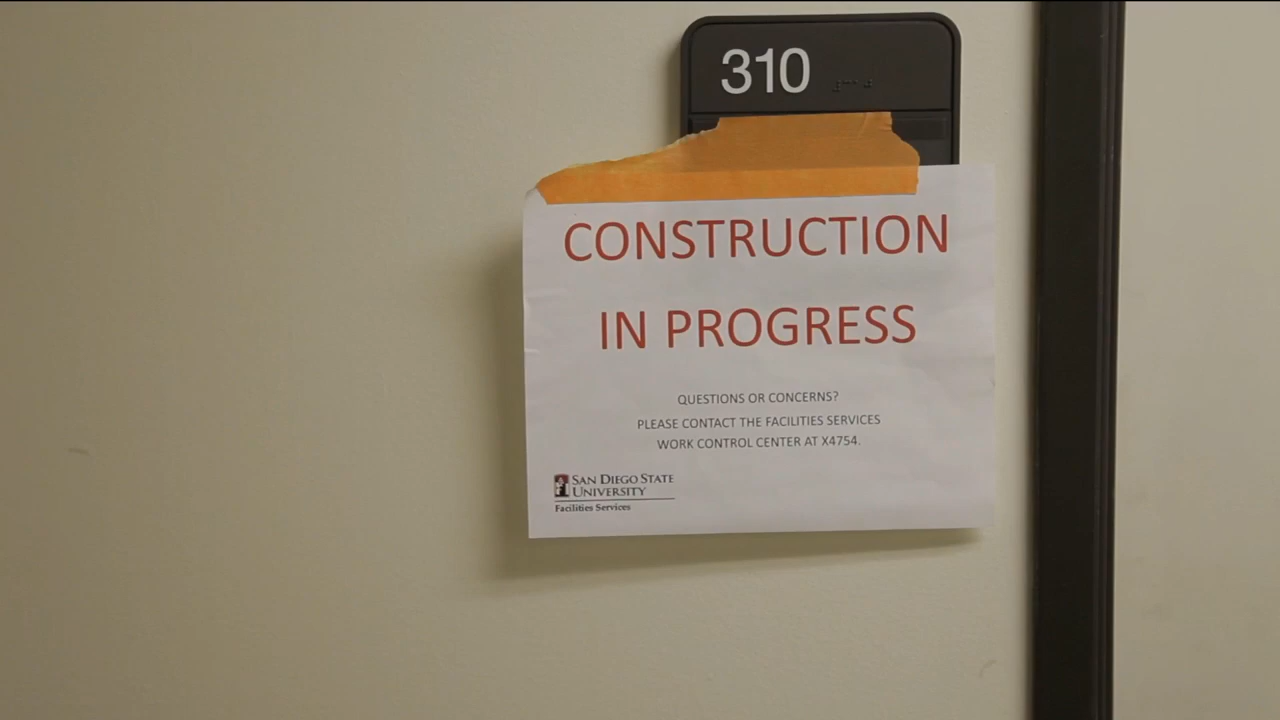 310
CONSTRUCTION
IN PROGRESS
QUESTIONS OR CONCERNS?
PLEASE CONTACT THE FACILITIES SERVICES
WORK CONTROL CENTER AT X4754.
SAN DIEGO STATE
UNIVERSITY
Facilities Services